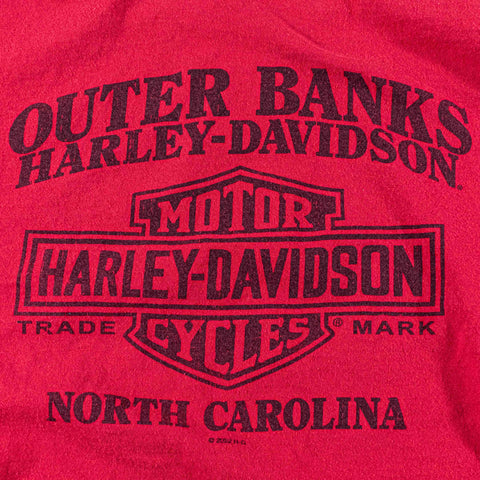 OUTER BANKS
HARLEY-DAVIDSON®
MOTOR
HARLEY-DAVIDSON
TRADE ® MARK
CYCLES
NORTH CAROLINA